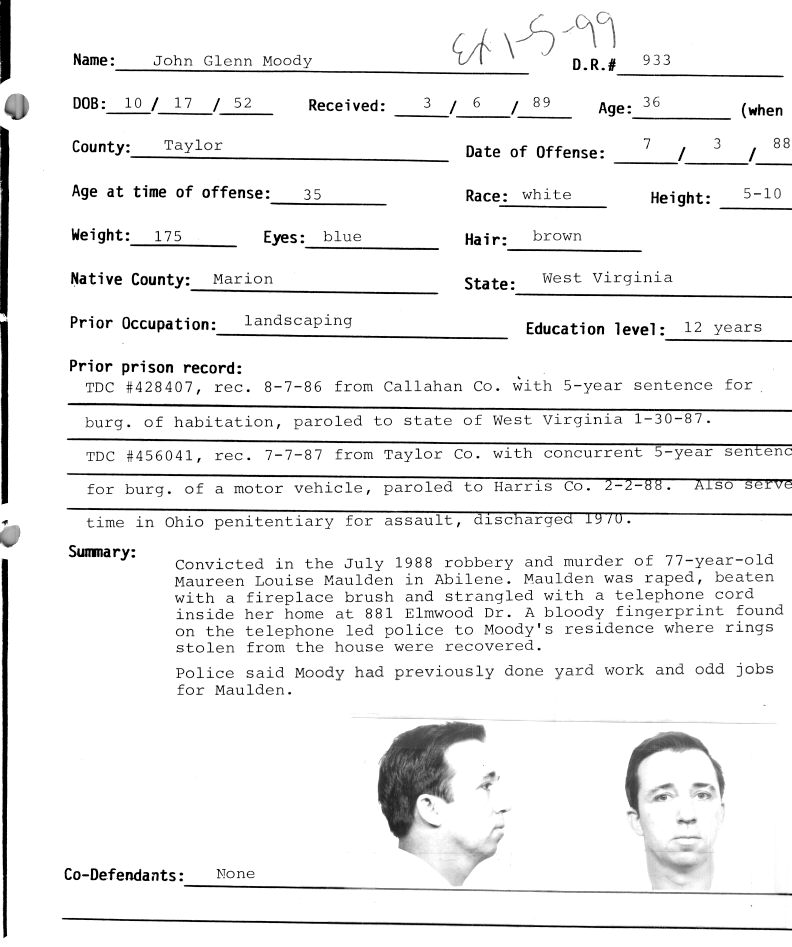 Ex 1-5-99
Name: John Glenn Moody D.R.# 933
DOB: 10 / 17 / 52 Received: 3 / 6 / 89 Age: 36 (when
County: Taylor Date of Offense: 7 / 3 / 88
Age at time of offense: 35 Race: white Height: 5-10
Weight: 175 Eyes: blue Hair: brown
Native County: Marion State: West Virginia
Prior Occupation: landscaping Education level: 12 years
Prior prison record:
TDC #428407, rec. 8-7-86 from Callahan Co. with 5-year sentence for
burg. of habitation, paroled to state of West Virginia 1-30-87.
TDC #456041, rec. 7-7-87 from Taylor Co. with concurrent 5-year sentenc
for burg. of a motor vehicle, paroled to Harris Co. 2-2-88. Also serve
time in Ohio penitentiary for assault, discharged 1970.
Summary:
Convicted in the July 1988 robbery and murder of 77-year-old
Maureen Louise Maulden in Abilene. Maulden was raped, beaten
with a fireplace brush and strangled with a telephone cord
inside her home at 881 Elmwood Dr. A bloody fingerprint found
on the telephone led police to Moody's residence where rings
stolen from the house were recovered.
Police said Moody had previously done yard work and odd jobs
for Maulden.
Co-Defendants: None